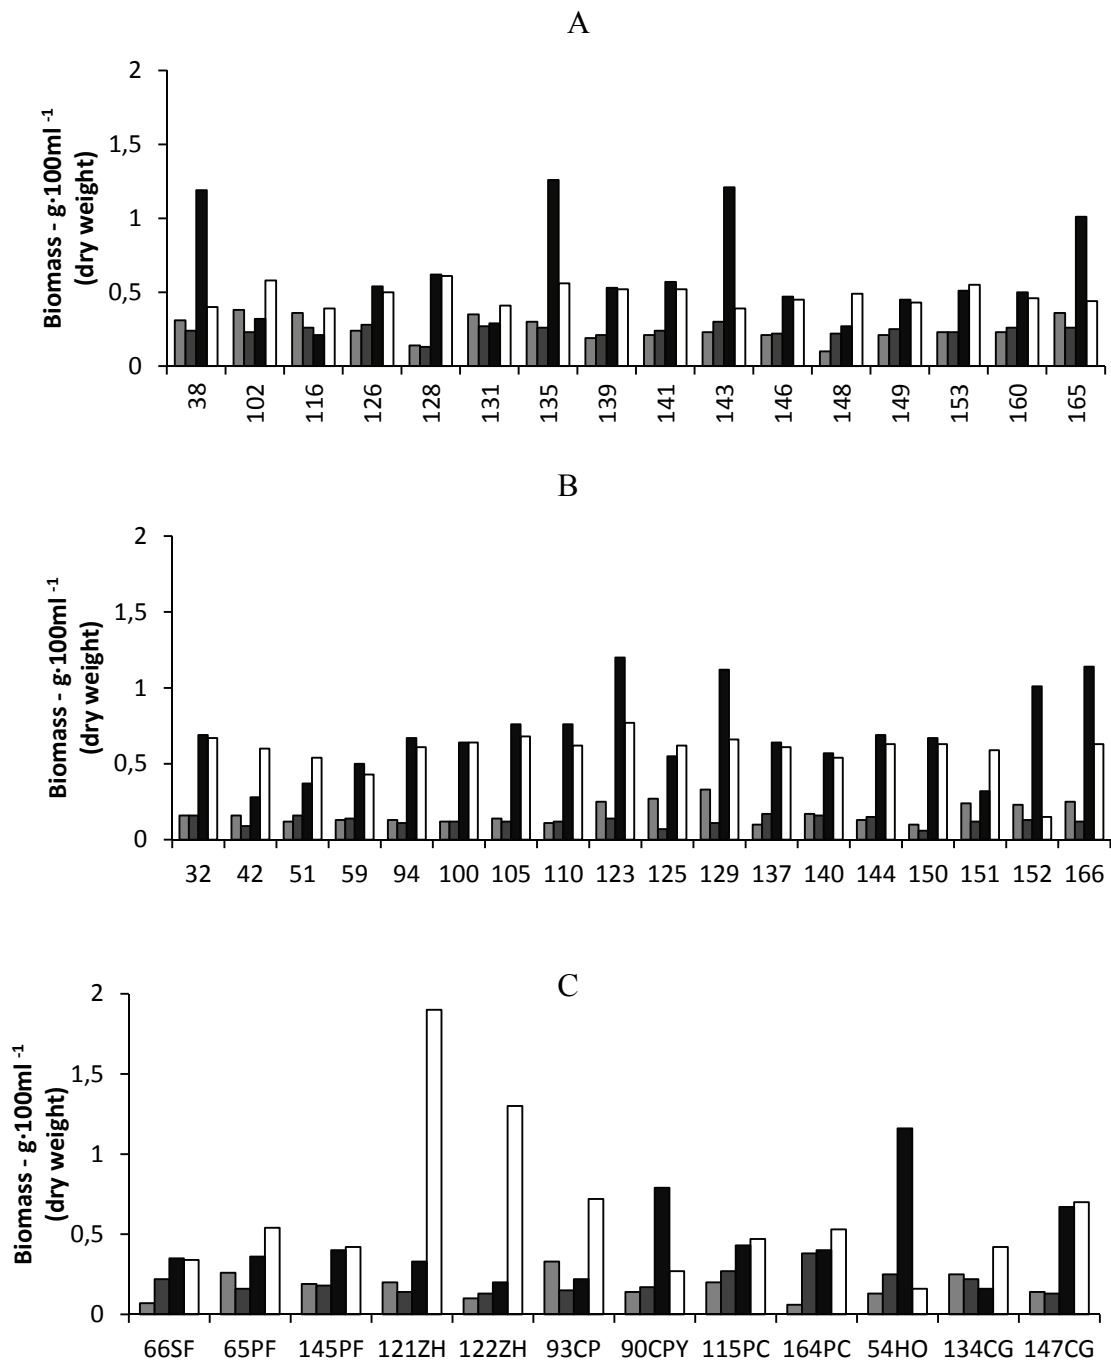 A
Biomass - g·100ml -1
(dry weight)
2
1,5
1
0,5
0
38 102 116 126 128 131 135 139 141 143 146 148 149 153 160 165
B
Biomass - g·100ml -1
(dry weight)
2
1,5
1
0,5
0
32 42 51 59 94 100 105 110 123 125 129 137 140 144 150 151 152 166
C
Biomass - g·100ml -1
(dry weight)
2
1,5
1
0,5
0
66SF 65PF 145PF 121ZH 122ZH 93CP 90CPY 115PC 164PC 54HO 134CG 147CG